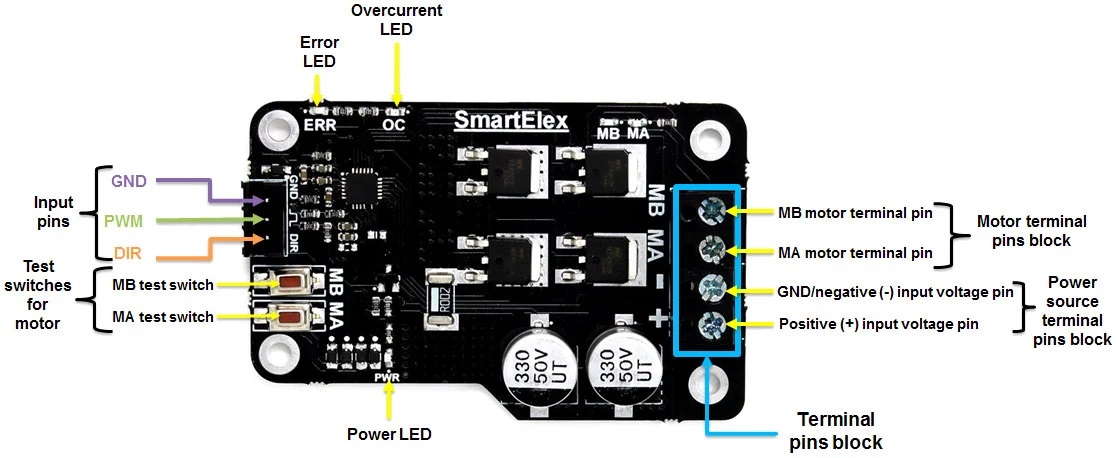 Overcurrent
LED
Error
LED
ERR
OC
SmartElex
MB MA
Input
pins
GND
PWM
DIR
GND
DIR
Test
switches
for
motor
MB test switch
MA test switch
MB MA
R002
PWR
Power LED
330
50V
UT
330
50V
UT
MB MA - +
MB motor terminal pin
MA motor terminal pin
GND/negative (-) input voltage pin
Positive (+) input voltage pin
Motor terminal
pins block
Power
source
terminal
pins block
Terminal
pins block